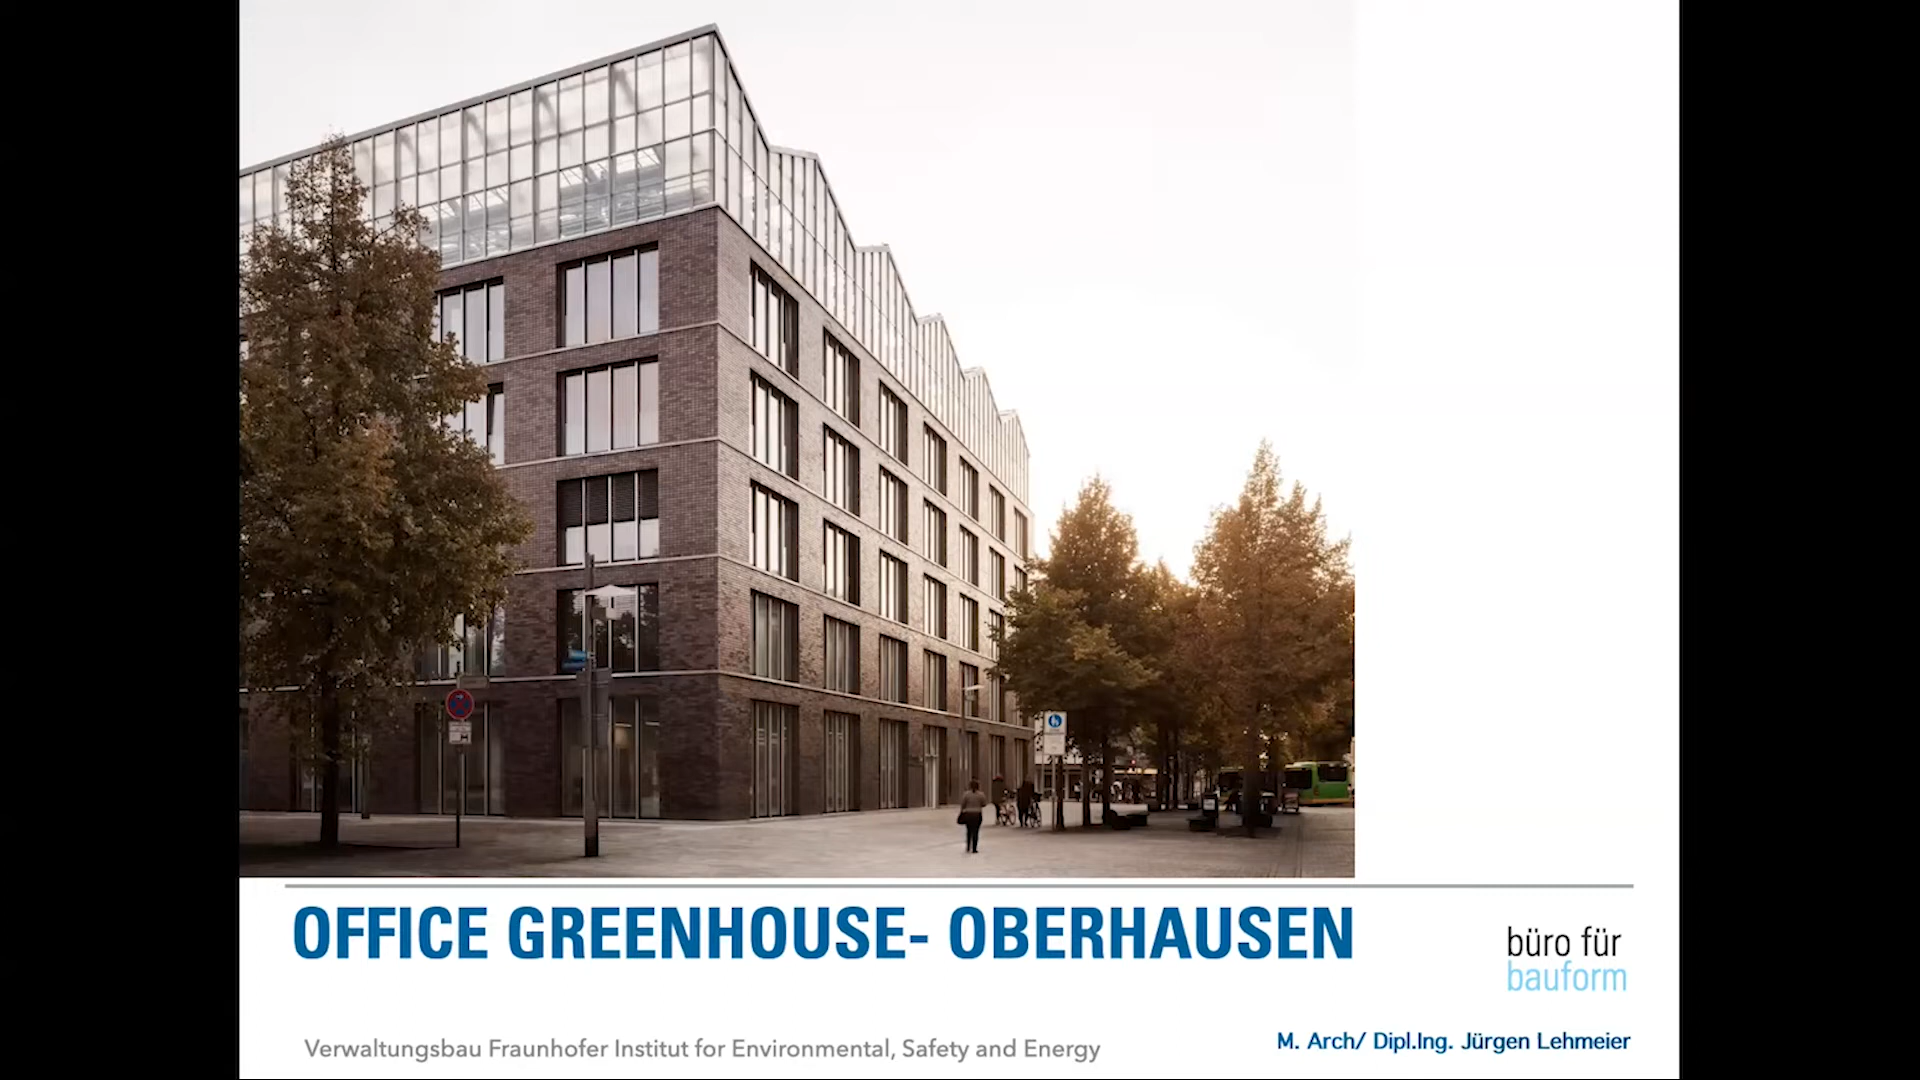 OFFICE GREENHOUSE- OBERHAUSEN
büro für
bauform
Verwaltungsbau Fraunhofer Institut for Environmental, Safety and Energy
M. Arch/ Dipl.Ing. Jürgen Lehmeier